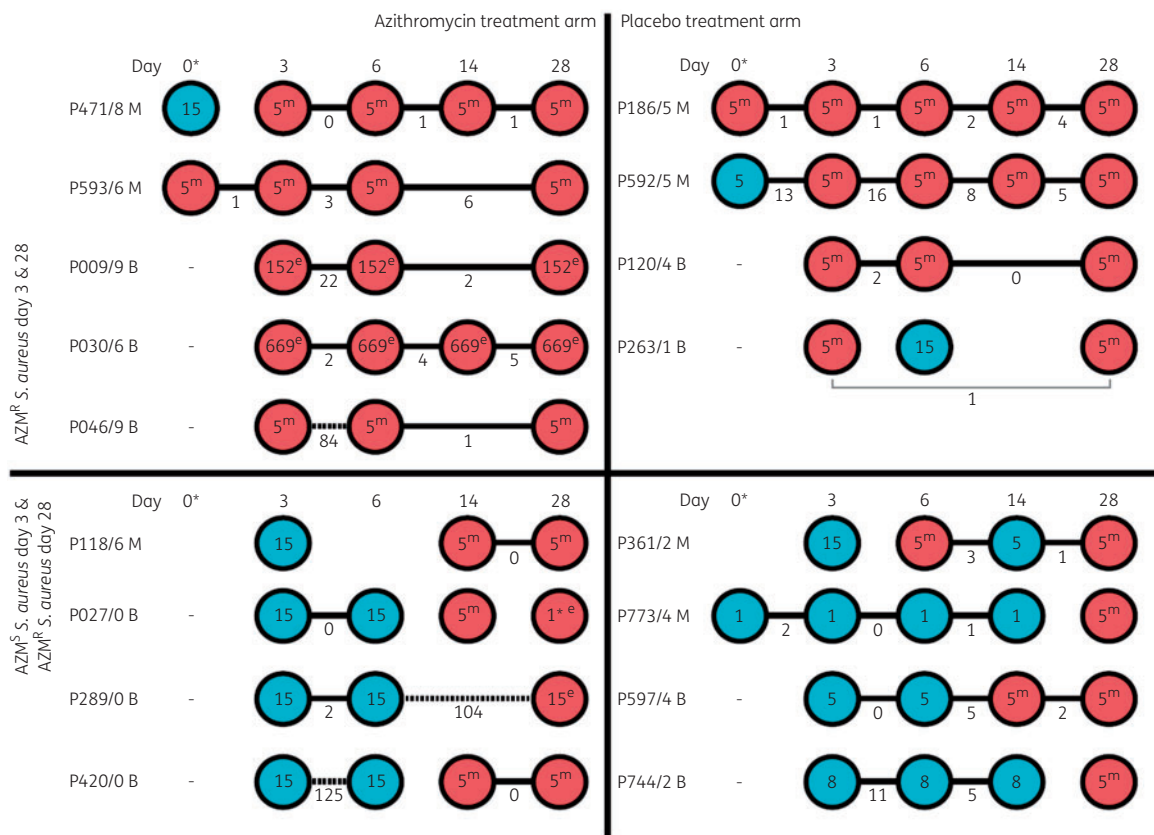 Azithromycin treatment arm
Placebo treatment arm
AZMR S. aureus day 3 & 28
Day 0* 3 6 14 28
P471/8 M 15 5m 5m 5m 5m
0 1 1
P593/6 M 5m 5m 5m 5m
1 3 6
P009/9 B - 152e 152e 152e
22 2
P030/6 B - 669e 669e 669e 669e
2 4 5
P046/9 B - 5m 5m 5m
84 1
0* 3 6 14 28
P186/5 M 5m 5m 5m 5m 5m
1 1 2 4
P592/5 M 5 5m 5m 5m 5m
13 16 8 5
P120/4 B - 5m 5m 5m
2 0
P263/1 B - 5m 15 5m
1
AZMS S. aureus day 3 &
AZMR S. aureus day 28
Day 0* 3 6 14 28
P118/6 M 15 5m 5m
0
P027/0 B - 15 15 5m 1* e
0
P289/0 B - 15 15 15e
2 104
P420/0 B - 15 15 5m 5m
125 0
0* 3 6 14 28
P361/2 M 15 5m 5 5m
3 1
P773/4 M 1 1 1 1 5m
2 0 1
P597/4 B - 5 5 5m 5m
0 5 2
P744/2 B - 8 8 8 5m
11 5